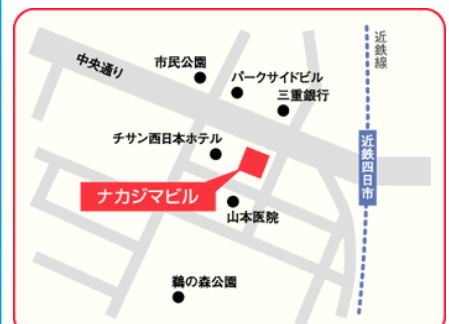 近鉄線
市民公園
中央通り
パークサイドビル
三重銀行
チサン西日本ホテル
近鉄四日市
ナカジマビル
山本医院
鵜の森公園